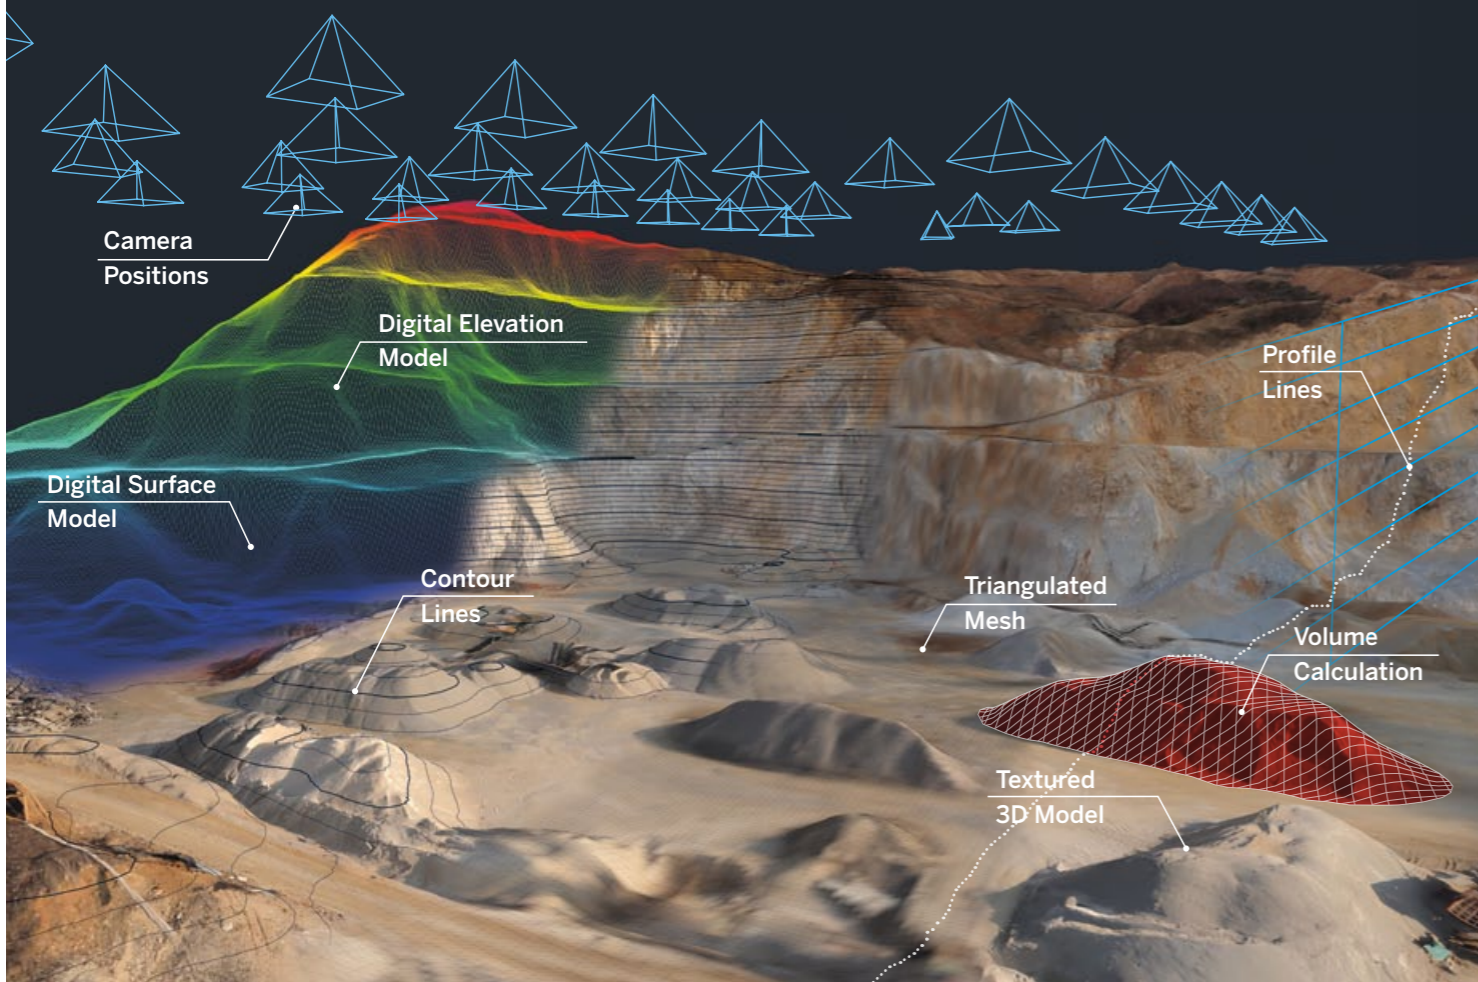 Camera
Positions
Digital Elevation
Model
Profile
Lines
Digital Surface
Model
Contour
Lines
Triangulated
Mesh
Volume
Calculation
Textured
3D Model